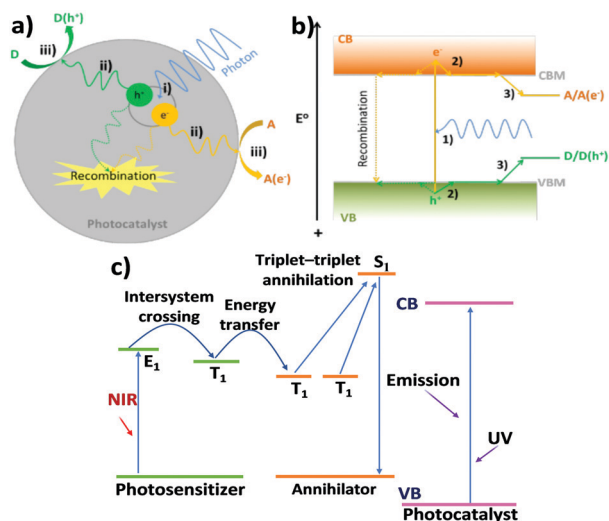 a)
D(h⁺)
D
iii)
ii)
i)
Photon
h⁺
e⁻
ii)
A
iii)
A(e⁻)
Recombination
Photocatalyst
b)
CB
e⁻
2)
CBM
3)
A/A(e⁻)
E⁰
Recombination
1)
3)
D/D(h⁺)
VBM
h⁺
2)
VB
+
c)
Triplet–triplet
annihilation
S₁
Intersystem
crossing
Energy
transfer
CB
E₁
T₁
T₁
T₁
Emission
NIR
UV
Photosensitizer
Annihilator
VB
Photocatalyst